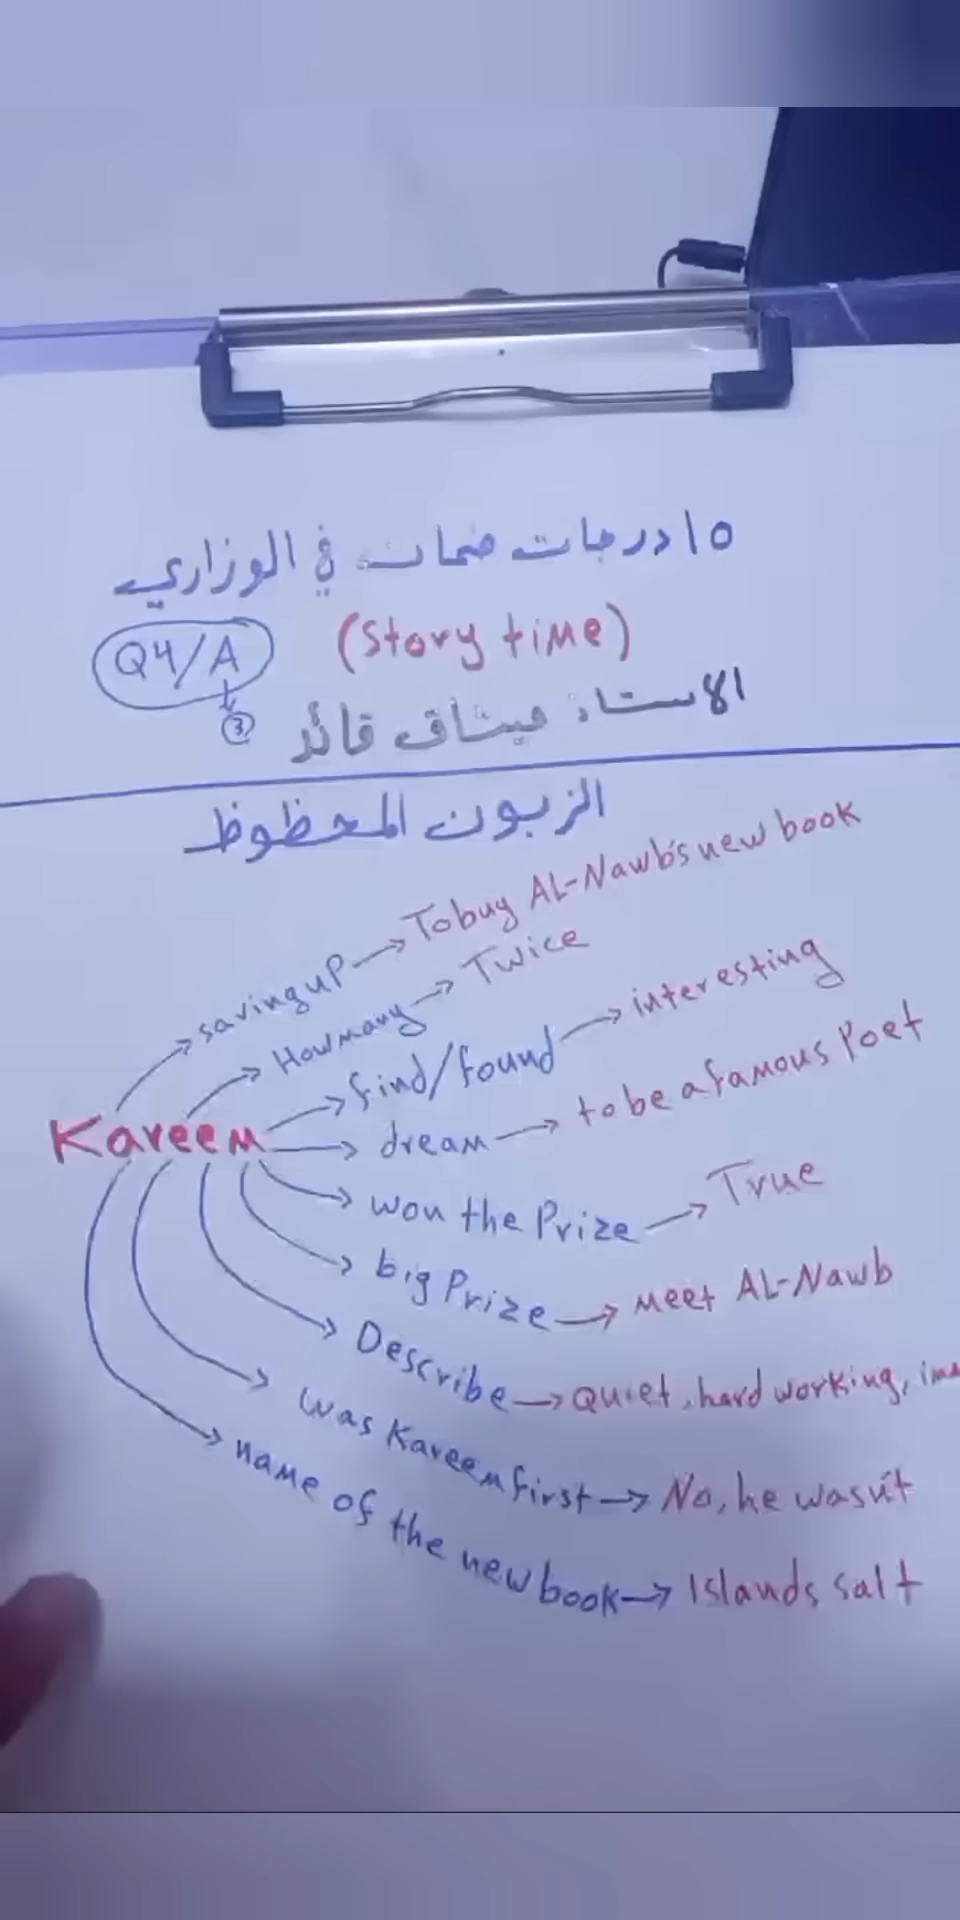 ١٥ درجات ضمان في الوزاري
(Story time)
Q4/A
3
الاستاذ ميثاق قائد
الزبون المحظوظ
Kareem
saving up → To buy AL-Nawb's new book
How many → Twice
find/found → interesting
dream → to be a famous Poet
won the Prize → True
big Prize → meet AL-Nawb
Describe → Quiet, hard working,
was Kareem first → No, he wasn't
name of the new book → Islands salt